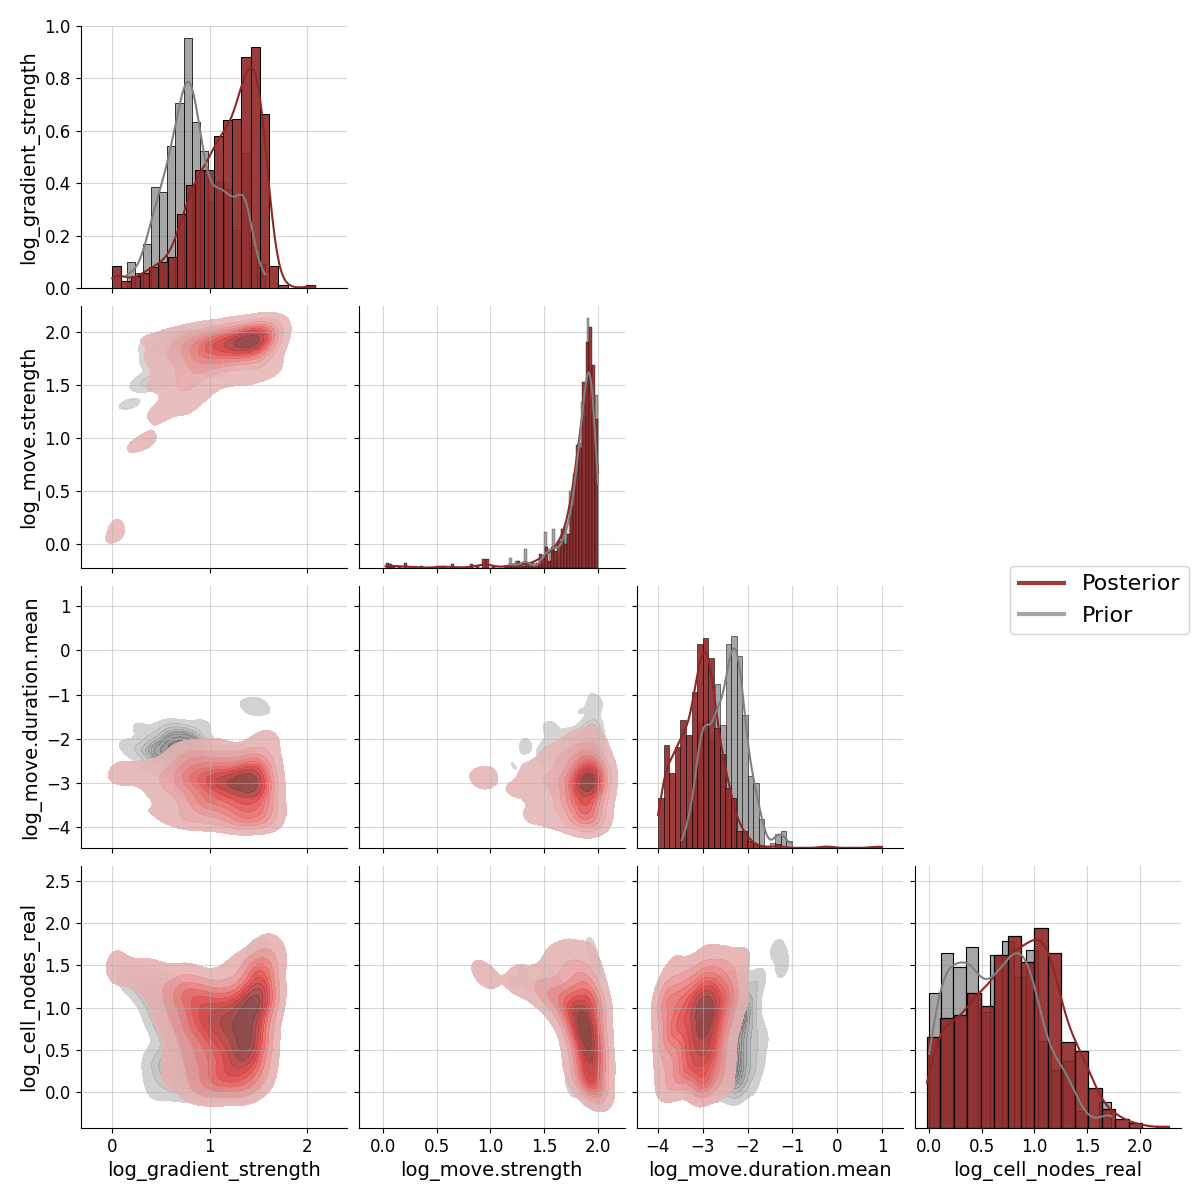 log_gradient_strength
1.0
0.8
0.6
0.4
0.2
0.0
log_move.strength
2.0
1.5
1.0
0.5
0.0
log_move.duration.mean
1
0
−1
−2
−3
−4
Posterior
Prior
log_cell_nodes_real
2.5
2.0
1.5
1.0
0.5
0.0
0 1 2
0.0 0.5 1.0 1.5 2.0
−4 −3 −2 −1 0 1
0.0 0.5 1.0 1.5 2.0
log_gradient_strength
log_move.strength
log_move.duration.mean
log_cell_nodes_real